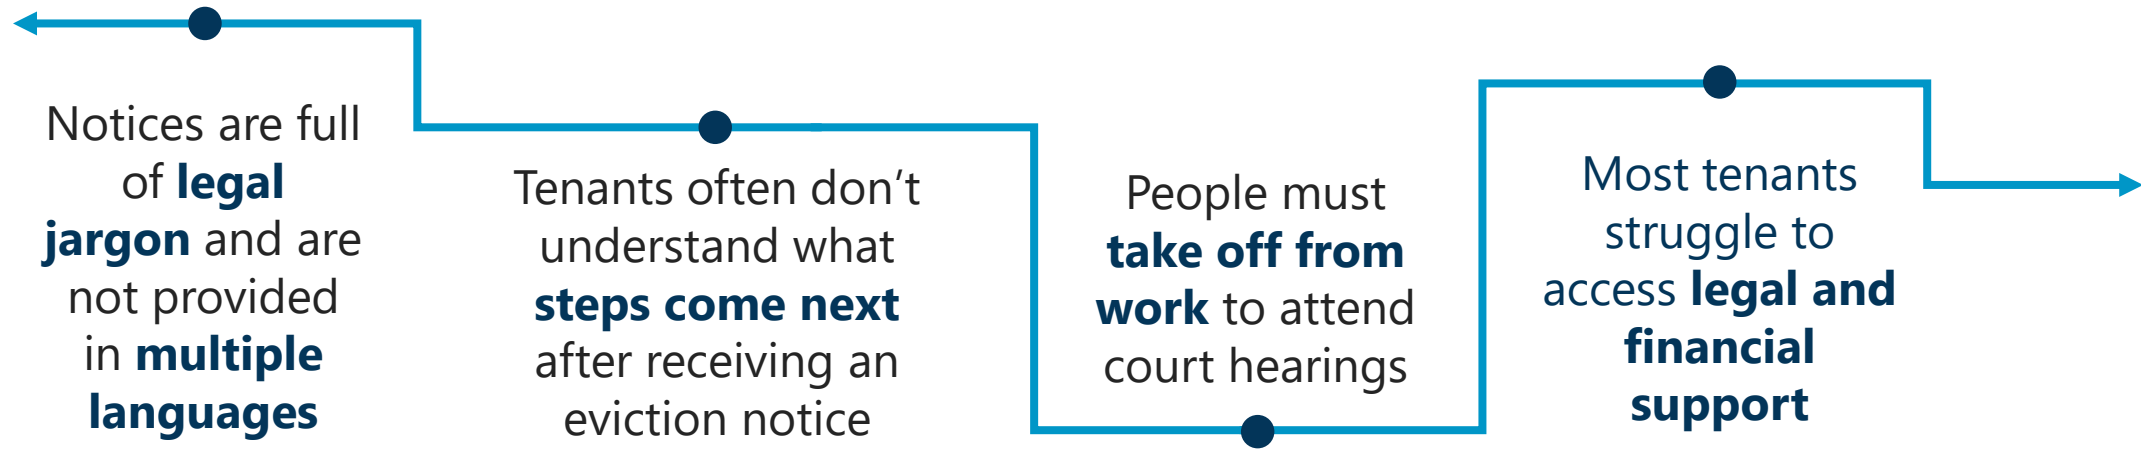 Notices are full
of legal
jargon and are
not provided
in multiple
languages
Tenants often don’t
understand what
steps come next
after receiving an
eviction notice
People must
take off from
work to attend
court hearings
Most tenants
struggle to
access legal and
financial
support